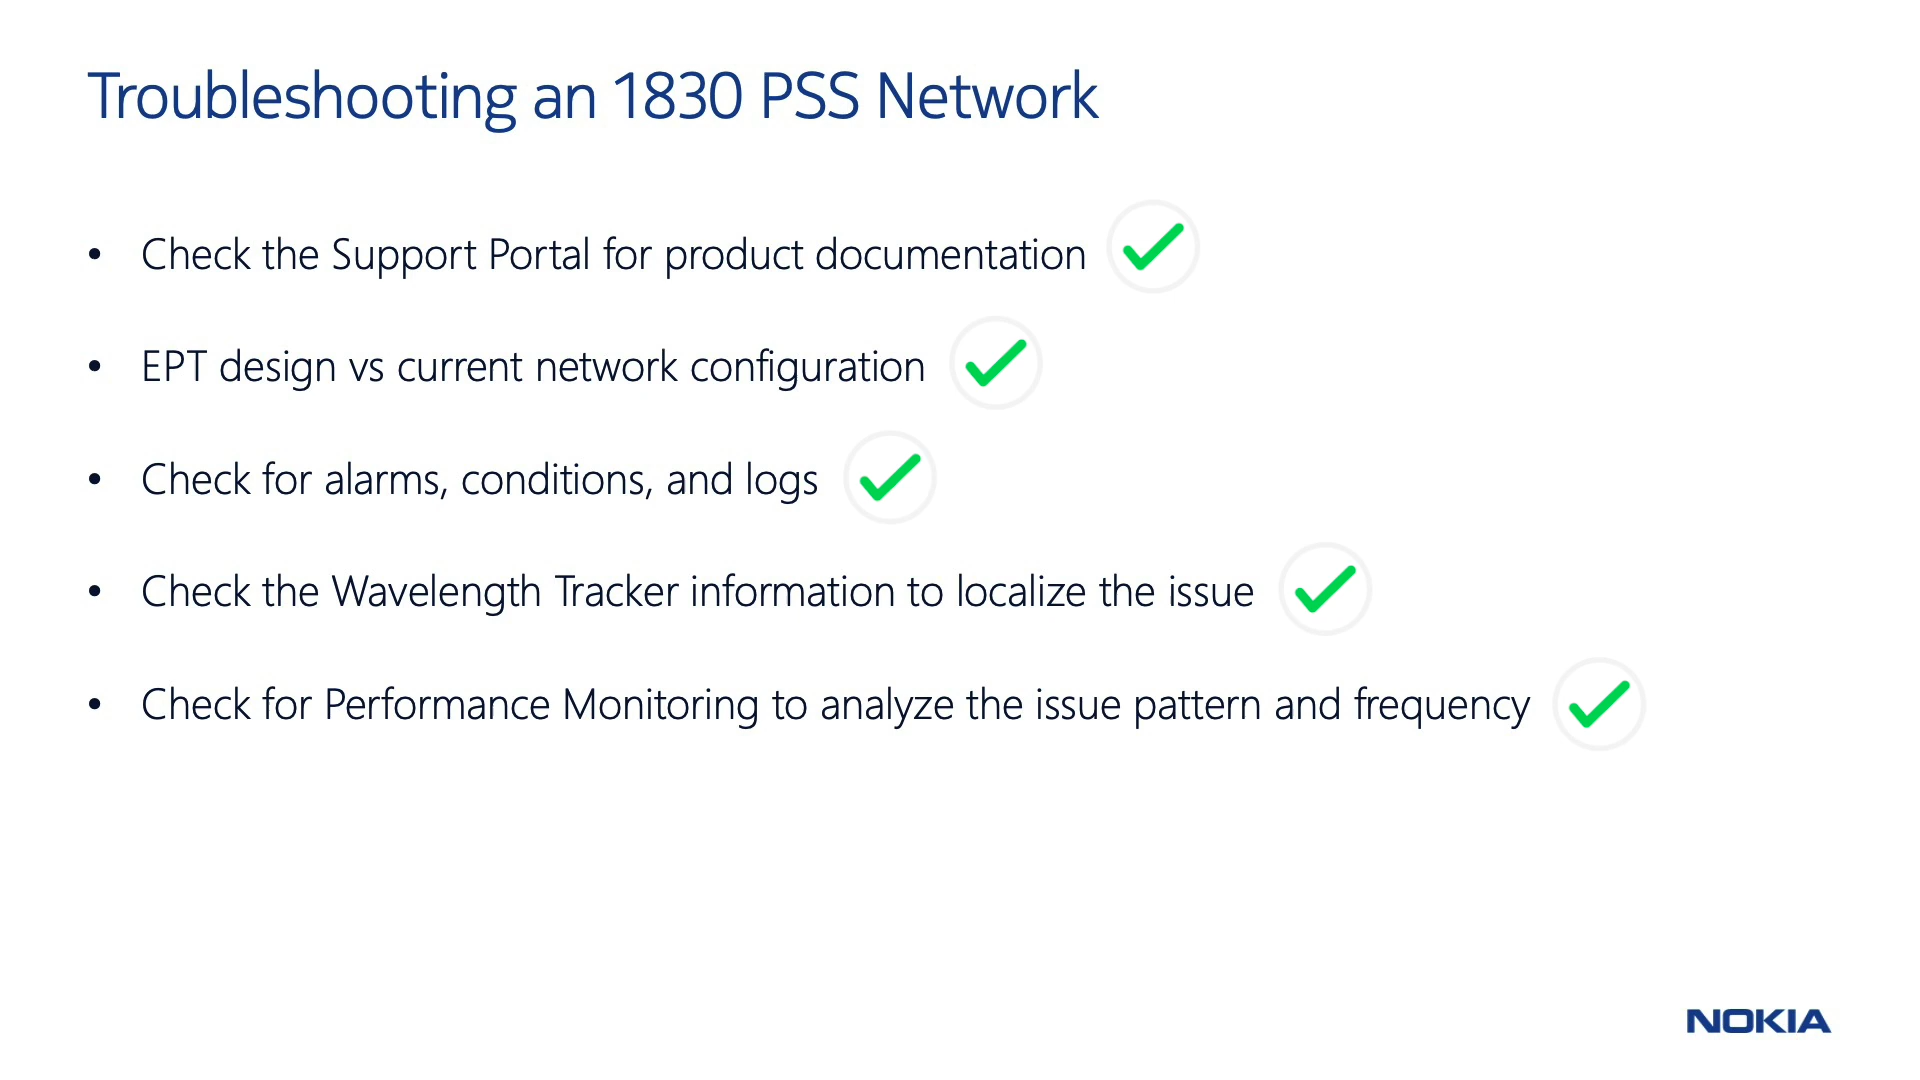 Troubleshooting an 1830 PSS Network
• Check the Support Portal for product documentation
• EPT design vs current network configuration
• Check for alarms, conditions, and logs
• Check the Wavelength Tracker information to localize the issue
• Check for Performance Monitoring to analyze the issue pattern and frequency
NOKIA